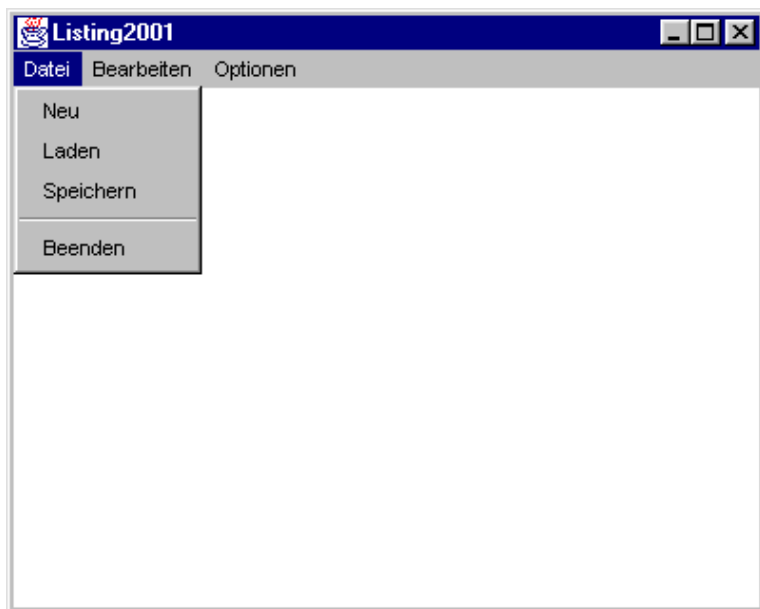 Listing2001
Datei Bearbeiten Optionen
Neu
Laden
Speichern
Beenden